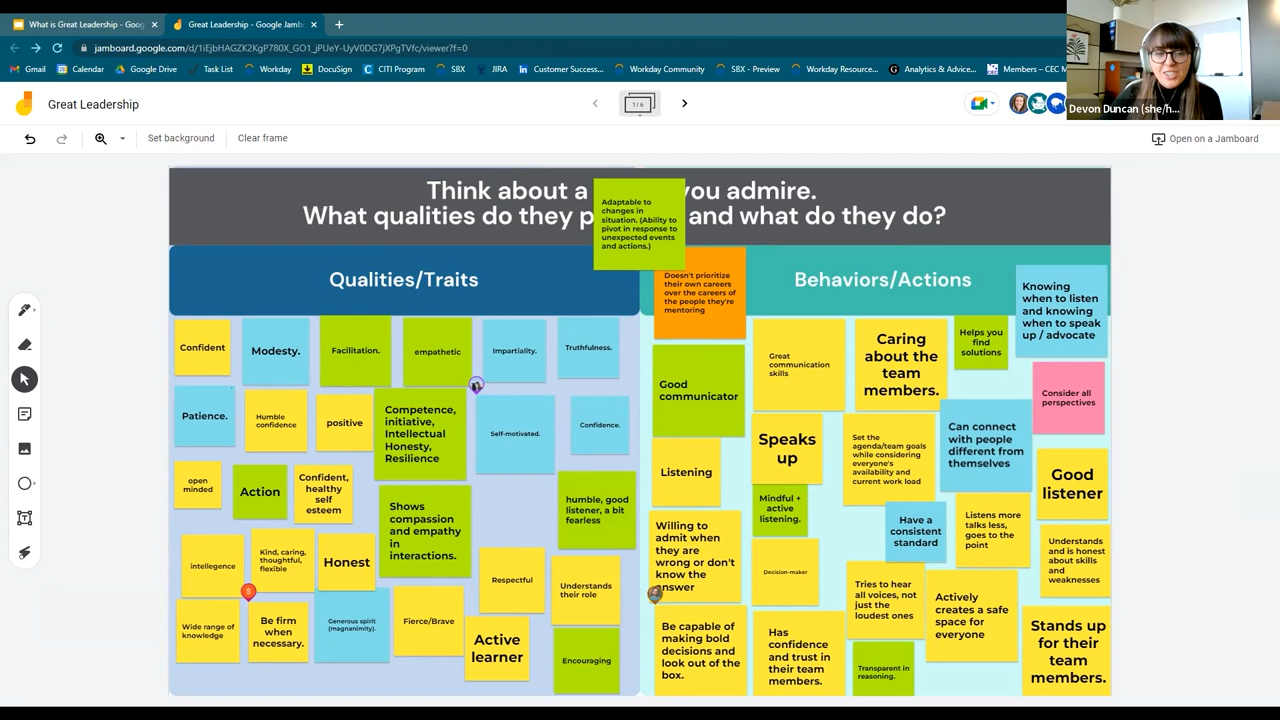 What is Great Leadership - Goog
Great Leadership - Google Jamb
jamboard.google.com/d/1iEjbHAGZK2KgP780X_GO1_jPUeY-UyV0DG7jXPgTVfc/viewer?f=0
Gmail
Calendar
Google Drive
Task List
Workday
DocuSign
CITI Program
SBX
JIRA
Customer Success...
Workday Community
SBX - Preview
Workday Resource...
Analytics & Advice...
Members – CEC M
Devon Duncan (she/h...
Great Leadership
1 / 6
Set background
Clear frame
Open on a Jamboard
Think about a
you admire.
What qualities do they p
and what do they do?
Adaptable to
changes in
situation. (Ability to
pivot in response to
unexpected events
and actions.)
Qualities/Traits
Confident
Modesty.
Facilitation.
empathetic
Impartiality.
Truthfulness.
Patience.
Humble
confidence
positive
Competence,
initiative,
Intellectual
Honesty,
Resilience
Self-motivated.
Confidence.
open
minded
Action
Confident,
healthy
self
esteem
Shows
compassion
and empathy
in
interactions.
humble, good
listener, a bit
fearless
intellegence
Kind, caring,
thoughtful,
flexible
Honest
Respectful
Understands
their role
S
Wide range of
knowledge
Be firm
when
necessary.
Generous spirit
(magnanimity).
Fierce/Brave
Active
learner
Encouraging
Behaviors/Actions
Doesn't prioritize
their own careers
over the careers of
the people they're
mentoring
Knowing
when to listen
and knowing
when to speak
up / advocate
Great
communication
skills
Caring
about the
team
members.
Helps you
find
solutions
Good
communicator
Consider all
perspectives
Speaks
up
Set the
agenda/team goals
while considering
everyone's
availability and
current work load
Can connect
with people
different from
themselves
Listening
Good
listener
Mindful +
active
listening.
Have a
consistent
standard
Listens more
talks less,
goes to the
point
Willing to
admit when
they are
wrong or don't
know the
answer
Decision-maker
Understands
and is honest
about skills
and
weaknesses
Tries to hear
all voices, not
just the
loudest ones
Actively
creates a safe
space for
everyone
Be capable of
making bold
decisions and
look out of the
box.
Has
confidence
and trust in
their team
members.
Transparent in
reasoning.
Stands up
for their
team
members.